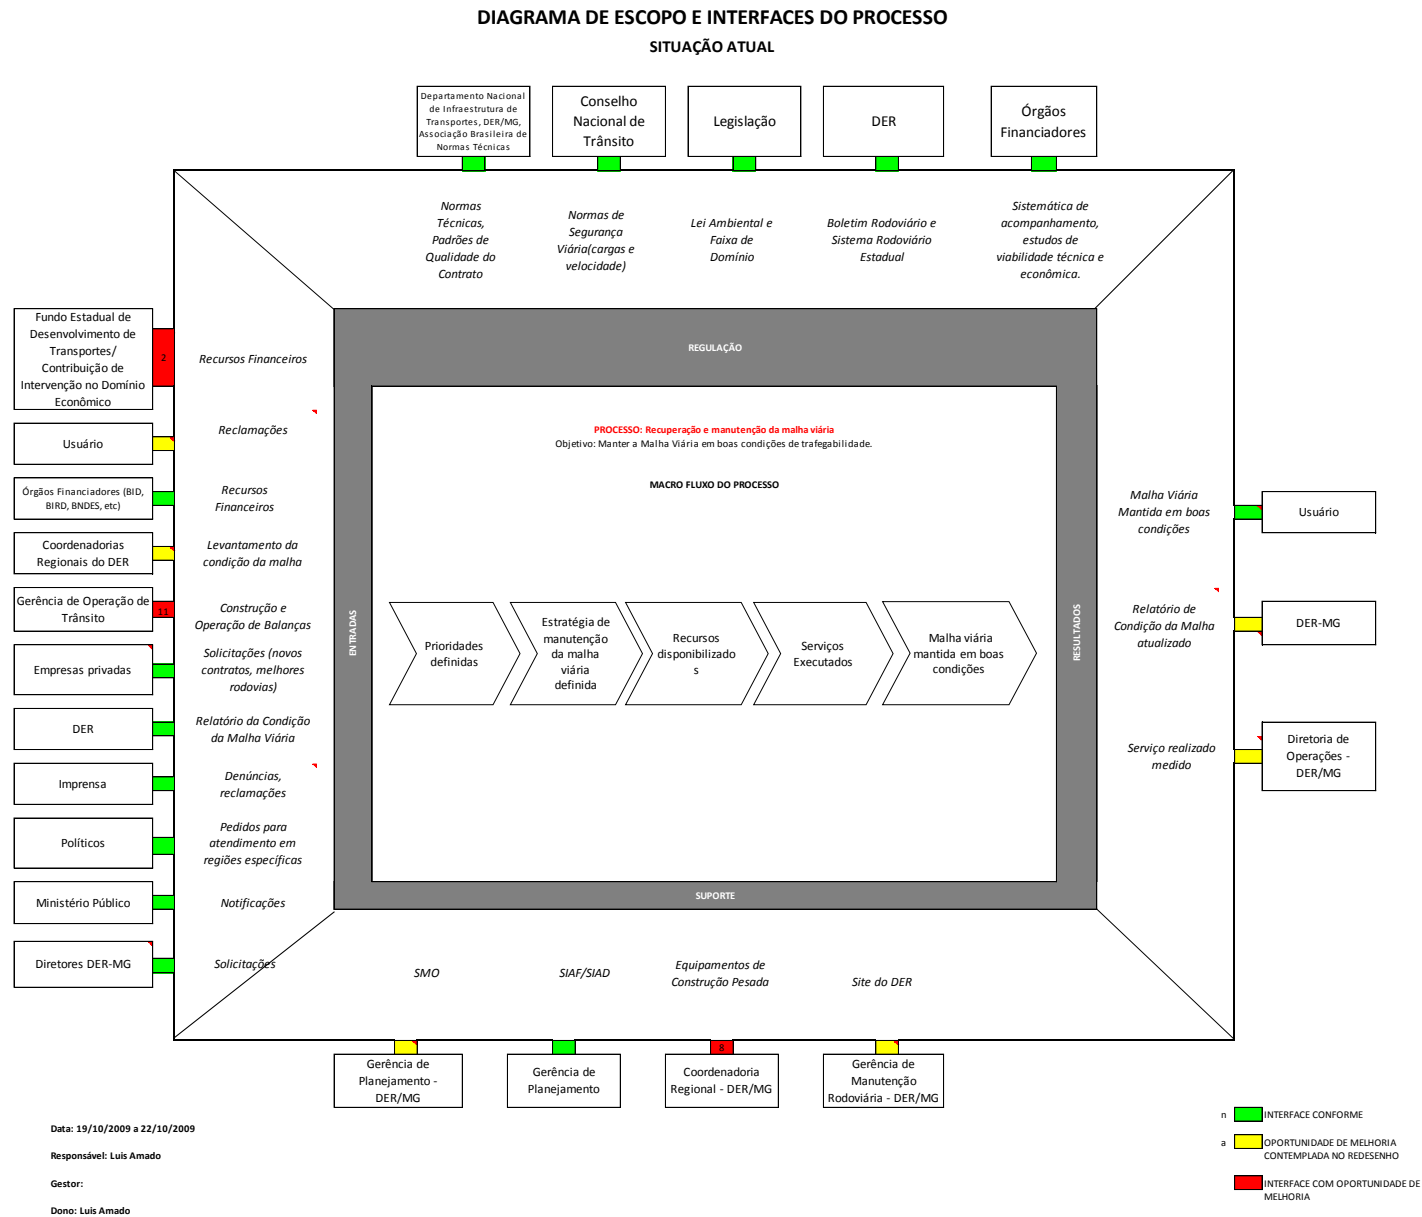 DIAGRAMA DE ESCOPO E INTERFACES DO PROCESSO
SITUAÇÃO ATUAL
Departamento Nacional
de Infraestrutura de
Transportes, DER/MG,
Associação Brasileira de
Normas Técnicas
Conselho
Nacional de
Trânsito
Legislação
DER
Órgãos
Financiadores
Normas
Técnicas,
Padrões de
Qualidade do
Contrato
Normas de
Segurança
Viária(cargas e
velocidade)
Lei Ambiental e
Faixa de
Domínio
Boletim Rodoviário e
Sistema Rodoviário
Estadual
Sistemática de
acompanhamento,
estudos de
viabilidade técnica e
econômica.
Fundo Estadual de
Desenvolvimento de
Transportes/
Contribuição de
Intervenção no Domínio
Econômico
2
Recursos Financeiros
Usuário
Reclamações
Órgãos Financiadores (BID,
BIRD, BNDES, etc)
Recursos
Financeiros
Coordenadorias
Regionais do DER
Levantamento da
condição da malha
Gerência de Operação de
Trânsito
11
Construção e
Operação de Balanças
Empresas privadas
Solicitações (novos
contratos, melhores
rodovias)
DER
Relatório da Condição
da Malha Viária
Imprensa
Denúncias,
reclamações
Políticos
Pedidos para
atendimento em
regiões específicas
Ministério Público
Notificações
Diretores DER-MG
Solicitações
REGULAÇÃO
ENTRADAS
PROCESSO: Recuperação e manutenção da malha viária
Objetivo: Manter a Malha Viária em boas condições de trafegabilidade.
MACRO FLUXO DO PROCESSO
Prioridades
definidas
Estratégia de
manutenção
da malha
viária
definida
Recursos
disponibilizado
s
Serviços
Executados
Malha viária
mantida em boas
condições
RESULTADOS
SUPORTE
Malha Viária
Mantida em boas
condições
Usuário
Relatório de
Condição da Malha
atualizado
DER-MG
Serviço realizado
medido
Diretoria de
Operações -
DER/MG
SMO
SIAF/SIAD
Equipamentos de
Construção Pesada
Site do DER
8
Gerência de
Planejamento -
DER/MG
Gerência de
Planejamento
Coordenadoria
Regional - DER/MG
Gerência de
Manutenção
Rodoviária - DER/MG
Data: 19/10/2009 a 22/10/2009
Responsável: Luis Amado
Gestor:
Dono: Luis Amado
n INTERFACE CONFORME
a OPORTUNIDADE DE MELHORIA
CONTEMPLADA NO REDESENHO
INTERFACE COM OPORTUNIDADE DE
MELHORIA